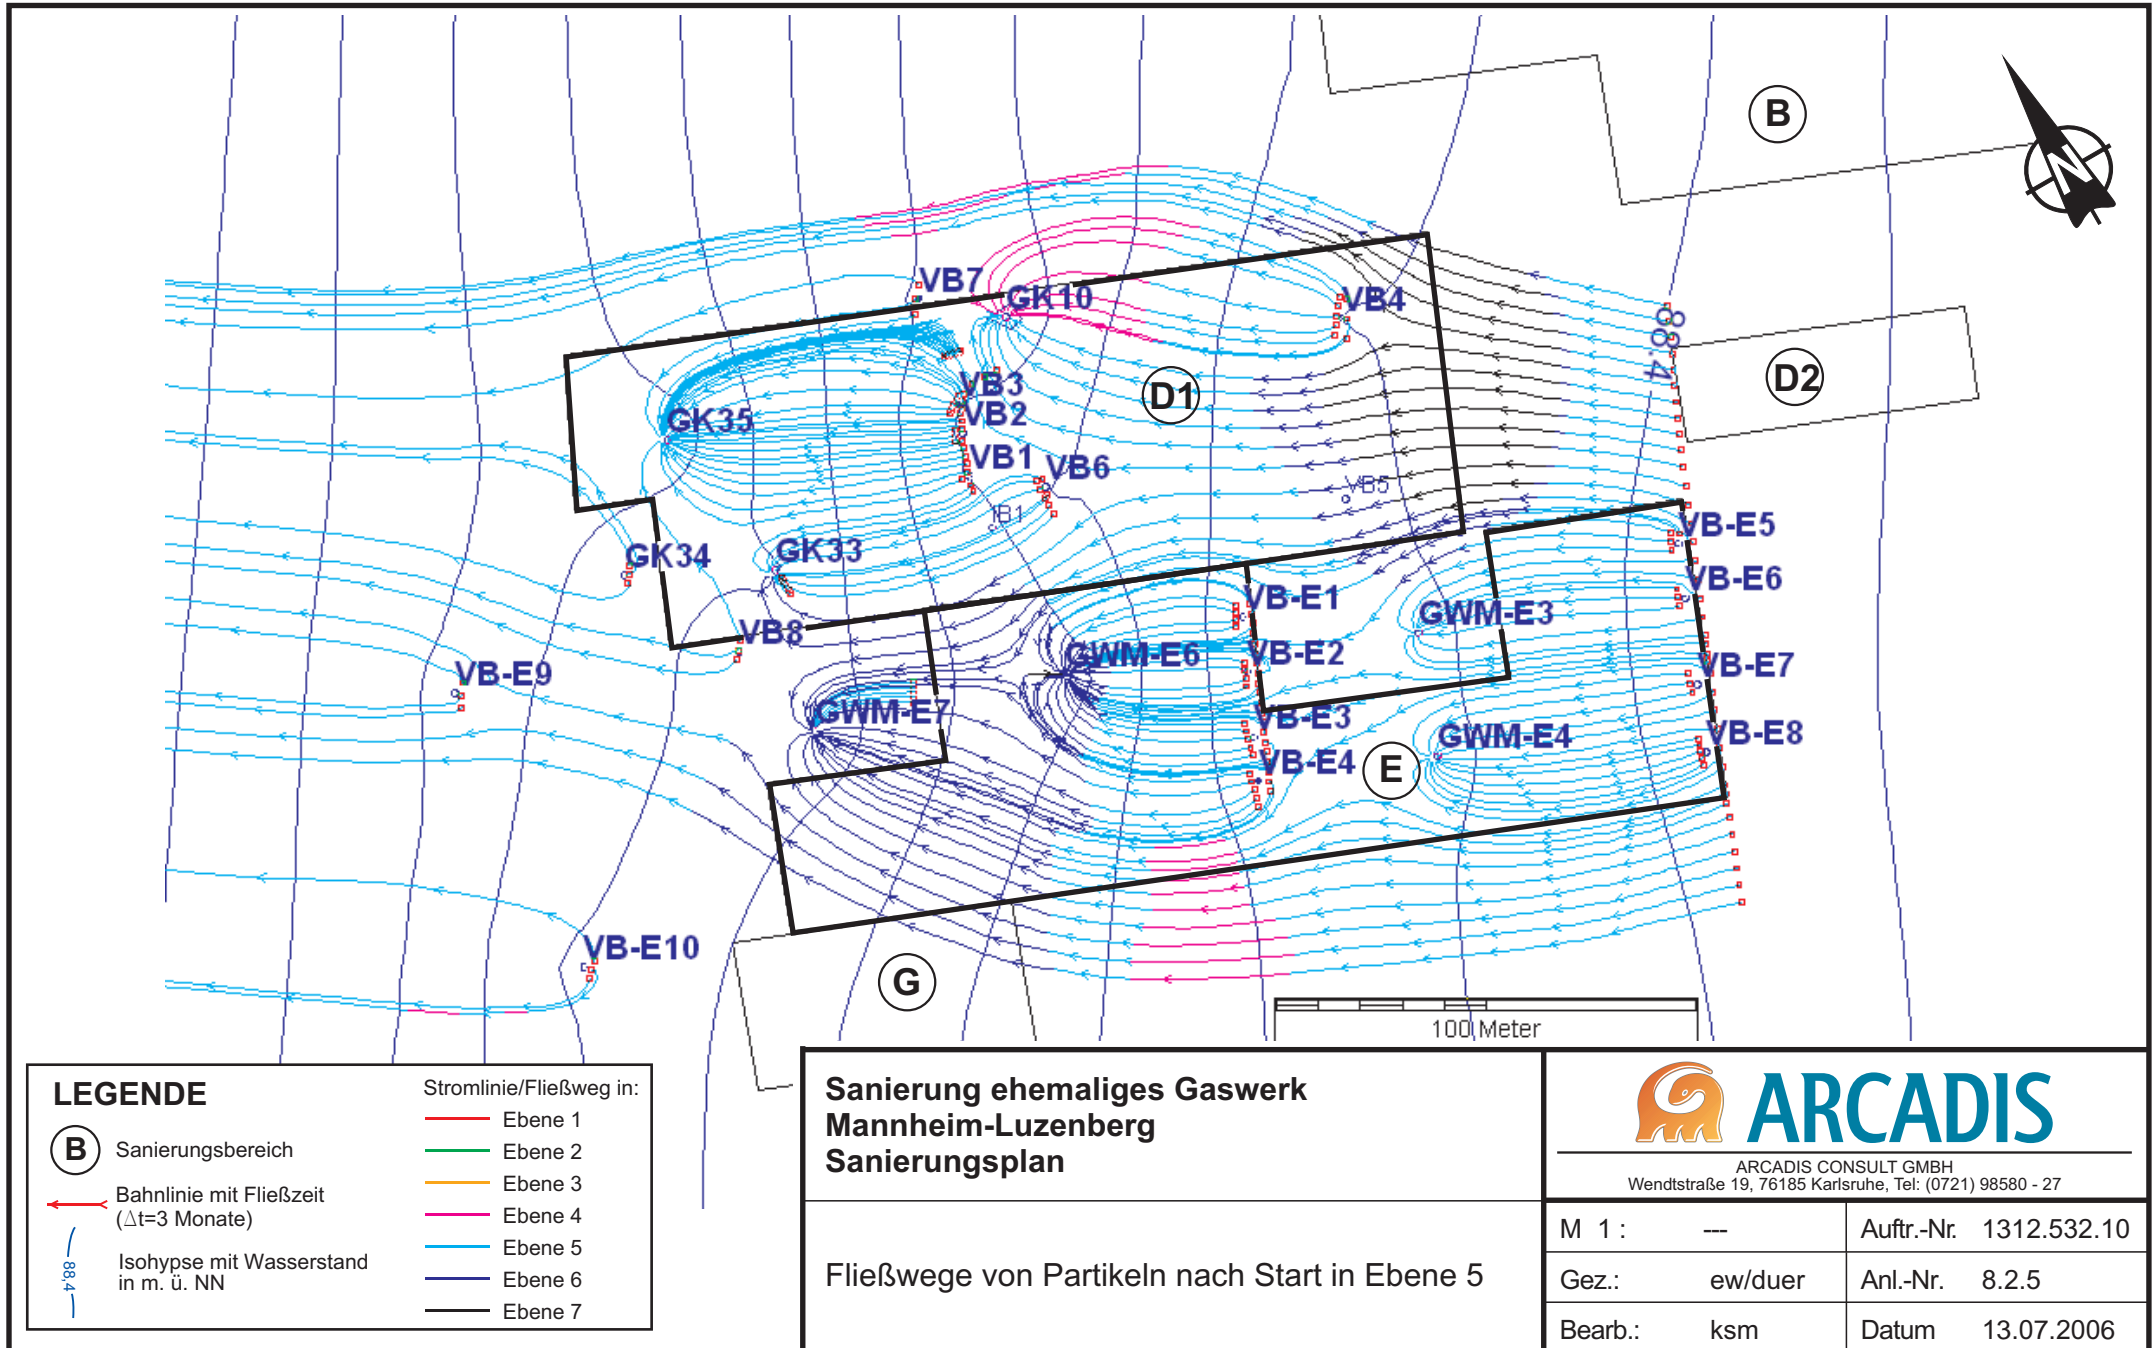 B
88.4
D2
VB7
GK10
VB4
VB3
VB2
D1
GK35
VB1
VB6
VB5
IB1
VB-E5
GK34
GK33
VB-E6
VB-E1
GWM-E3
VB8
VB-E2
GWM-E6
VB-E7
VB-E9
GWM-E7
VB-E3
GWM-E4
VB-E8
VB-E4
E
VB-E10
G
100 Meter
LEGENDE
B Sanierungsbereich
Bahnlinie mit Fließzeit
(Δt=3 Monate)
88,4
Isohypse mit Wasserstand
in m. ü. NN
Stromlinie/Fließweg in:
Ebene 1
Ebene 2
Ebene 3
Ebene 4
Ebene 5
Ebene 6
Ebene 7
Sanierung ehemaliges Gaswerk
Mannheim-Luzenberg
Sanierungsplan
Fließwege von Partikeln nach Start in Ebene 5
ARCADIS
ARCADIS CONSULT GMBH
Wendtstraße 19, 76185 Karlsruhe, Tel: (0721) 98580 - 27
M 1 : --- Auftr.-Nr. 1312.532.10
Gez.: ew/duer Anl.-Nr. 8.2.5
Bearb.: ksm Datum 13.07.2006